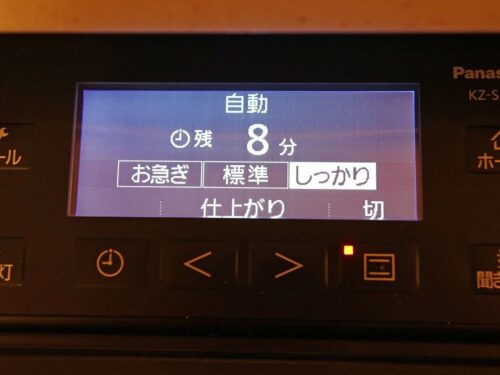 自動
残 8 分
お急ぎ 標準 しっかり
仕上がり 切
Panas
KZ-S
ール
ホー
灯
聞き